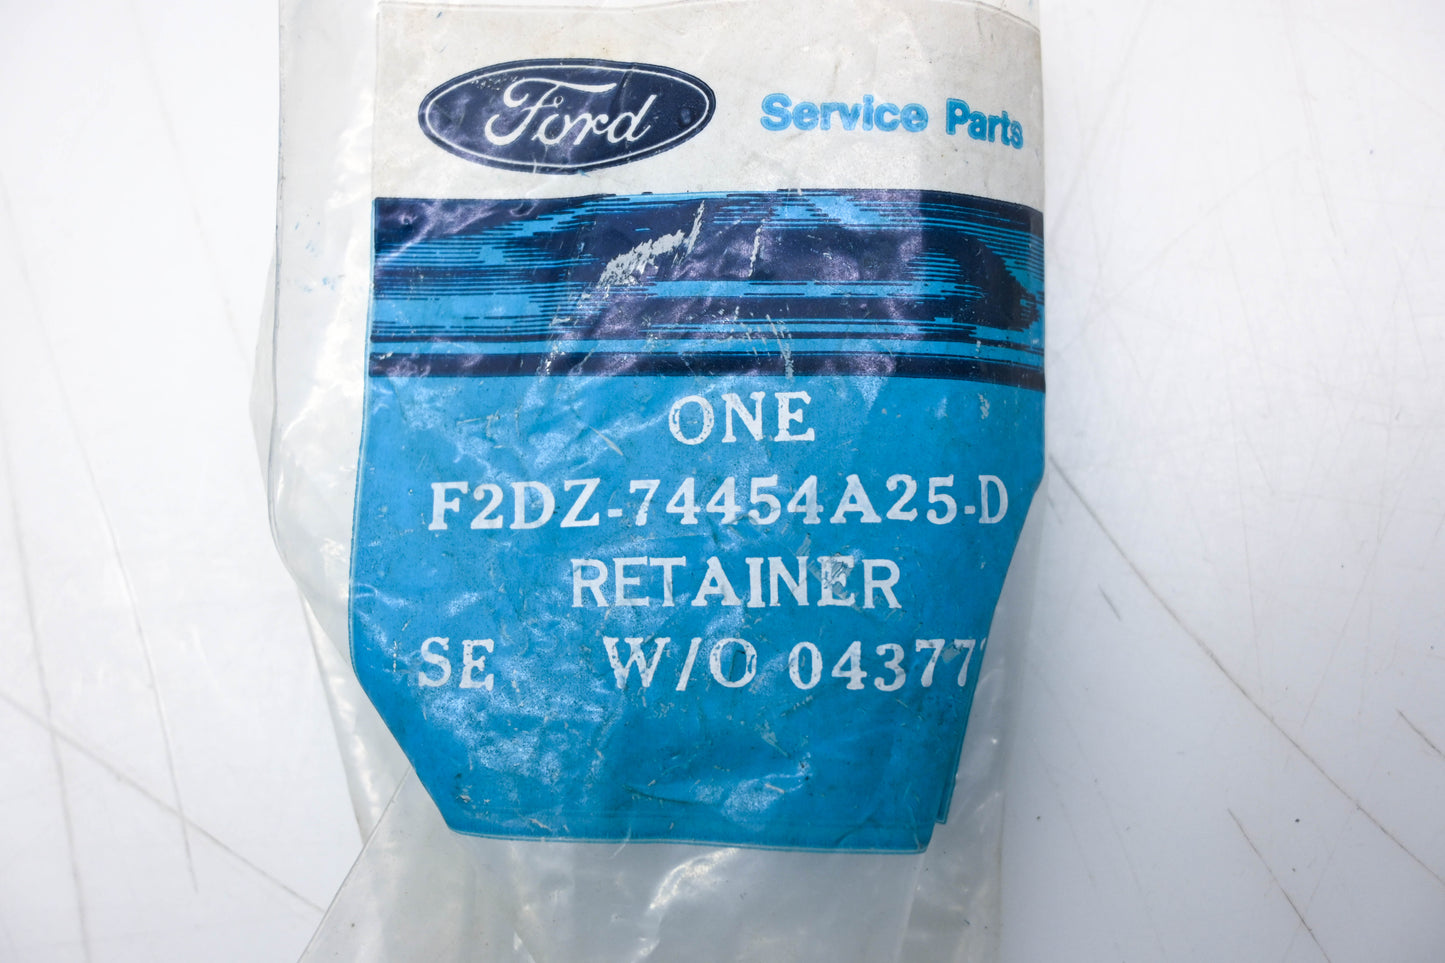 Ford
Service Parts
ONE
F2DZ-74454A25-D
RETAINER
SE W/O 04377